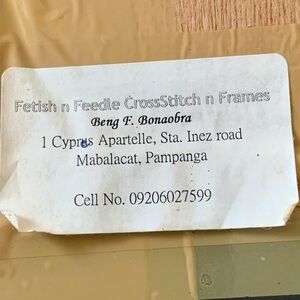 Fetish n Feedle CrossStitch n Frames
Beng F. Bonaobra
1 Cyprus Apartelle, Sta. Inez road
Mabalacat, Pampanga
Cell No. 09206027599